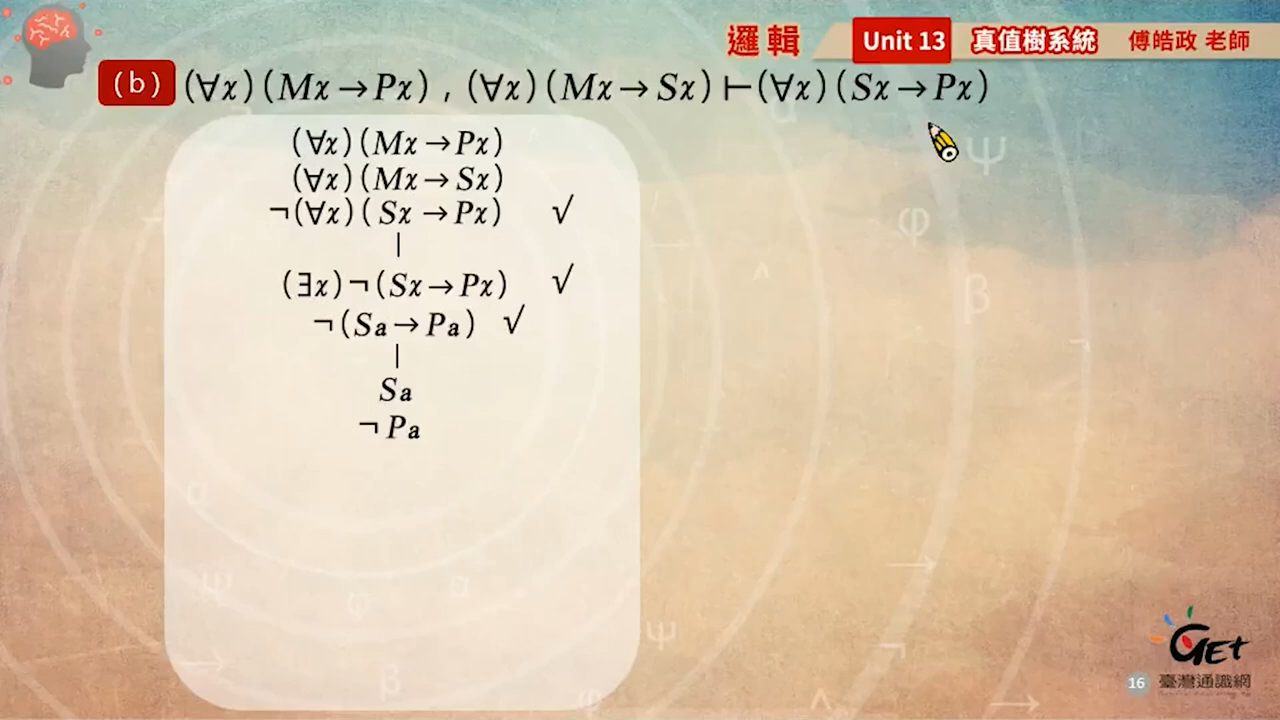 邏輯 Unit 13 真值樹系統 傅皓政 老師
(b) (∀x)(Mx→Px) , (∀x)(Mx→Sx)⊢(∀x)(Sx→Px)
(∀x)(Mx→Px)
(∀x)(Mx→Sx)
¬(∀x)(Sx→Px) √
(∃x)¬(Sx→Px) √
¬(Sa→Pa) √
Sa
¬Pa
GET
16 臺灣通識網